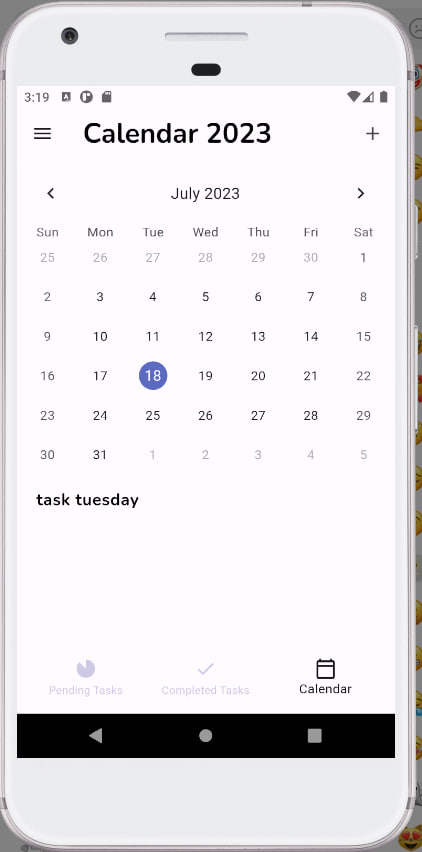 3:19
Calendar 2023
July 2023
Sun Mon Tue Wed Thu Fri Sat
25 26 27 28 29 30 1
2 3 4 5 6 7 8
9 10 11 12 13 14 15
16 17 18 19 20 21 22
23 24 25 26 27 28 29
30 31 1 2 3 4 5
task tuesday
Pending Tasks Completed Tasks Calendar